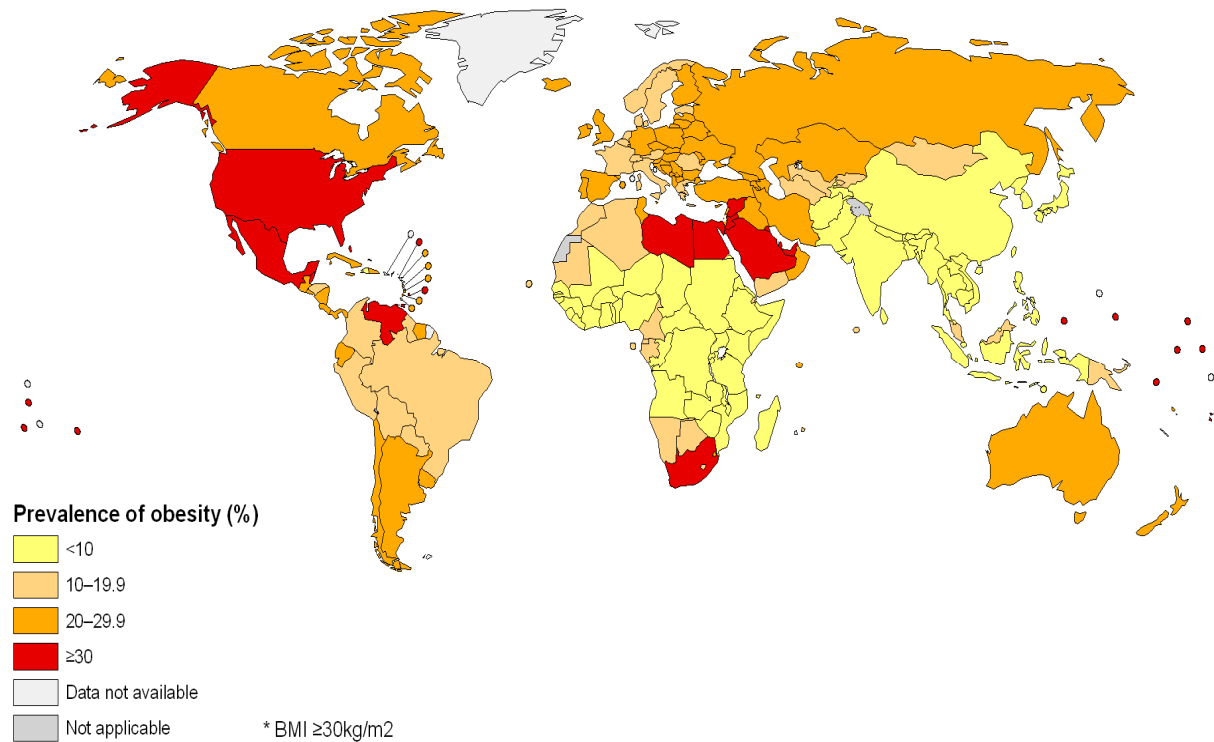 Prevalence of obesity (%)
<10
10–19.9
20–29.9
≥30
Data not available
Not applicable
* BMI ≥30kg/m2